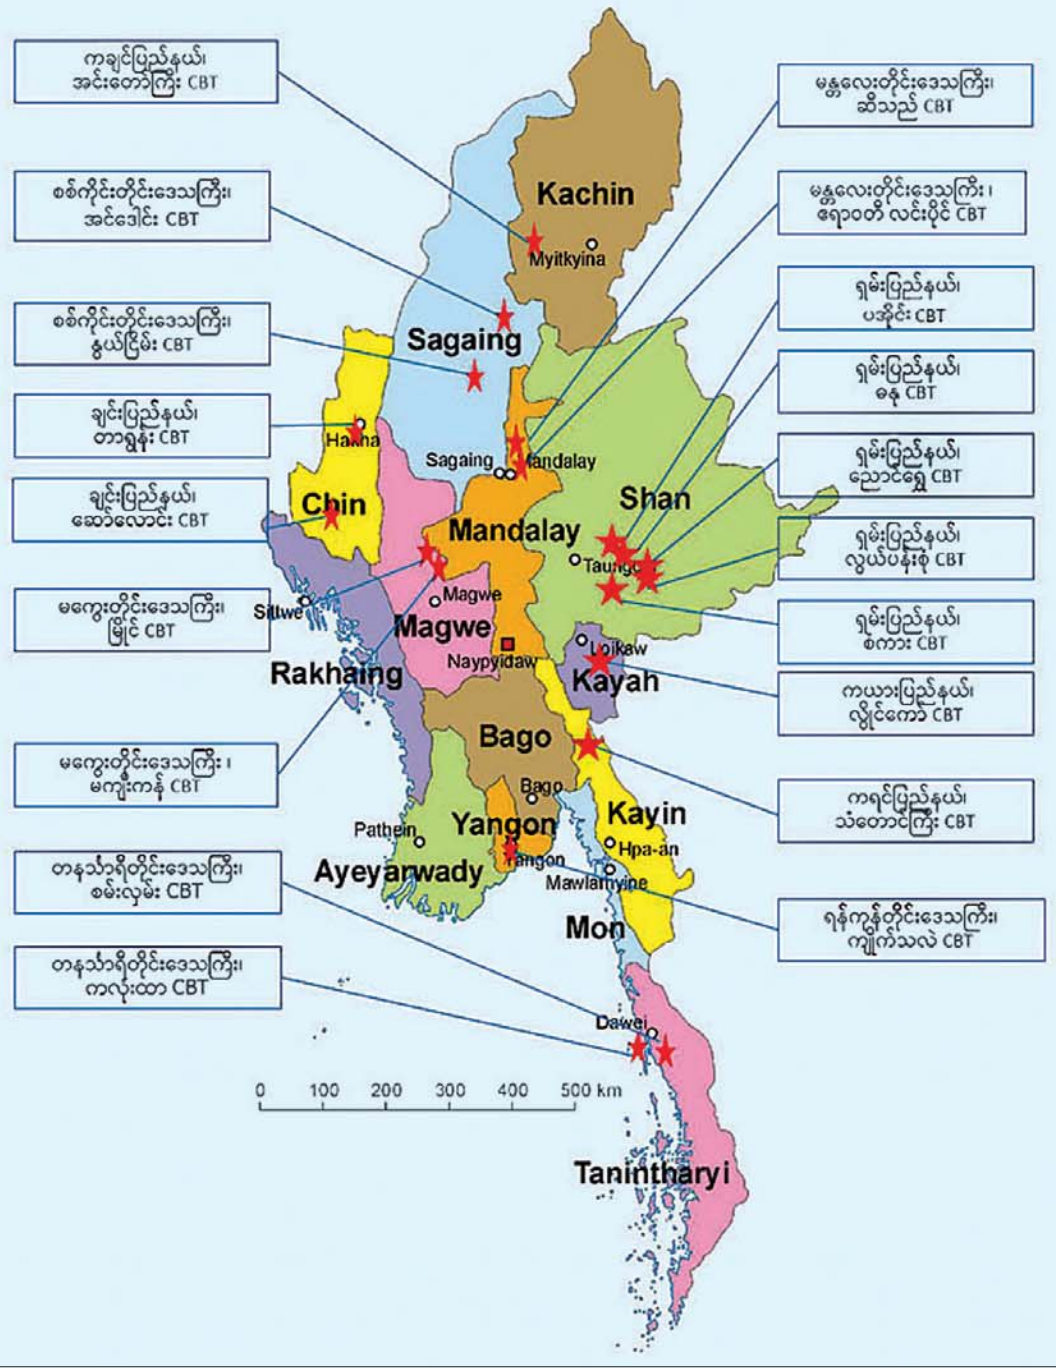 ကချင်ပြည်နယ်၊
အင်းတော်ကြီး CBT
စစ်ကိုင်းတိုင်းဒေသကြီး၊
အင်ဒေါင်း CBT
စစ်ကိုင်းတိုင်းဒေသကြီး၊
နွယ်ငြိမ်း CBT
ချင်းပြည်နယ်၊
တာရွန်း CBT
ချင်းပြည်နယ်၊
ဆော်လောင်း CBT
မကွေးတိုင်းဒေသကြီး၊
မြိုင် CBT
မကွေးတိုင်းဒေသကြီး ၊
မကျီးကန် CBT
တနင်္သာရီတိုင်းဒေသကြီး၊
စမ်းလှမ်း CBT
တနင်္သာရီတိုင်းဒေသကြီး၊
ကလုံးထာ CBT
မန္တလေးတိုင်းဒေသကြီး၊
ဆီသည် CBT
မန္တလေးတိုင်းဒေသကြီး ၊
ဧရာဝတီ လင်းပိုင် CBT
ရှမ်းပြည်နယ်၊
ပအိုင်း CBT
ရှမ်းပြည်နယ်၊
ဓနု CBT
ရှမ်းပြည်နယ်၊
ညောင်ရွှေ CBT
ရှမ်းပြည်နယ်၊
လွယ်ပန်းစုံ CBT
ရှမ်းပြည်နယ်၊
စကား CBT
ကယားပြည်နယ်၊
လွိုင်ကော် CBT
ကရင်ပြည်နယ်၊
သံတောင်ကြီး CBT
ရန်ကုန်တိုင်းဒေသကြီး၊
ကျိုက်သလဲ CBT
Kachin
Myitkyina
Sagaing
Hakha
Sagaing
Mandalay
Chin
Shan
Mandalay
Taunggyi
Magwe
Sittwe
Magwe
Loikaw
Naypyidaw
Rakhaing
Kayah
Bago
Bago
Kayin
Yangon
Pathein
Hpa-an
Yangon
Ayeyarwady
Mawlamyine
Mon
Dawei
0 100 200 300 400 500 km
Tanintharyi